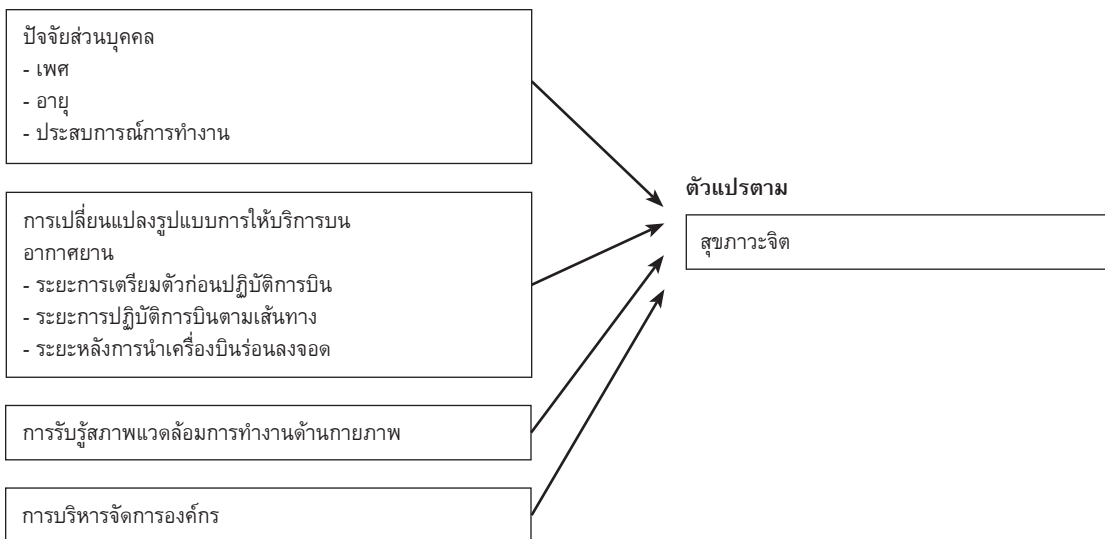 ปัจจัยส่วนบุคคล
- เพศ
- อายุ
- ประสบการณ์การทำงาน
การเปลี่ยนแปลงรูปแบบการให้บริการบน
อากาศยาน
- ระยะการเตรียมตัวก่อนปฏิบัติการบิน
- ระยะการปฏิบัติการบินตามเส้นทาง
- ระยะหลังการนำเครื่องบินร่อนลงจอด
การรับรู้สภาพแวดล้อมการทำงานด้านกายภาพ
การบริหารจัดการองค์กร
ตัวแปรตาม
สุขภาวะจิต